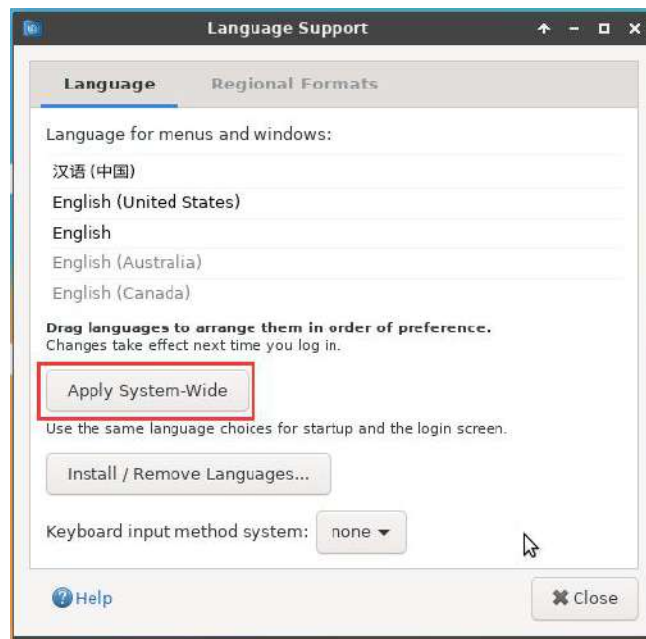 Language Support
Language Regional Formats
Language for menus and windows:
汉语 (中国)
English (United States)
English
English (Australia)
English (Canada)
Drag languages to arrange them in order of preference.
Changes take effect next time you log in.
Apply System-Wide
Use the same language choices for startup and the login screen.
Install / Remove Languages...
Keyboard input method system: none
Help
Close